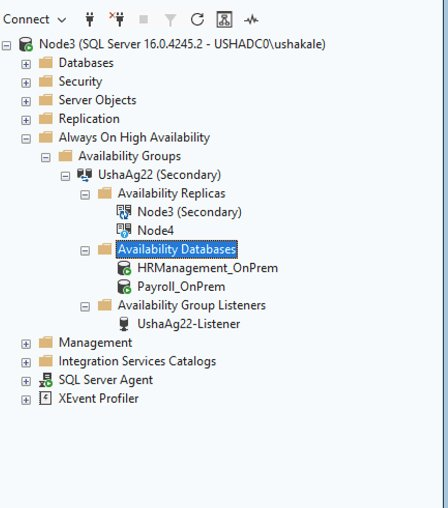 Connect
Node3 (SQL Server 16.0.4245.2 - USHADC0\ushakale)
Databases
Security
Server Objects
Replication
Always On High Availability
Availability Groups
UshaAg22 (Secondary)
Availability Replicas
Node3 (Secondary)
Node4
Availability Databases
HRManagement_OnPrem
Payroll_OnPrem
Availability Group Listeners
UshaAg22-Listener
Management
Integration Services Catalogs
SQL Server Agent
XEvent Profiler